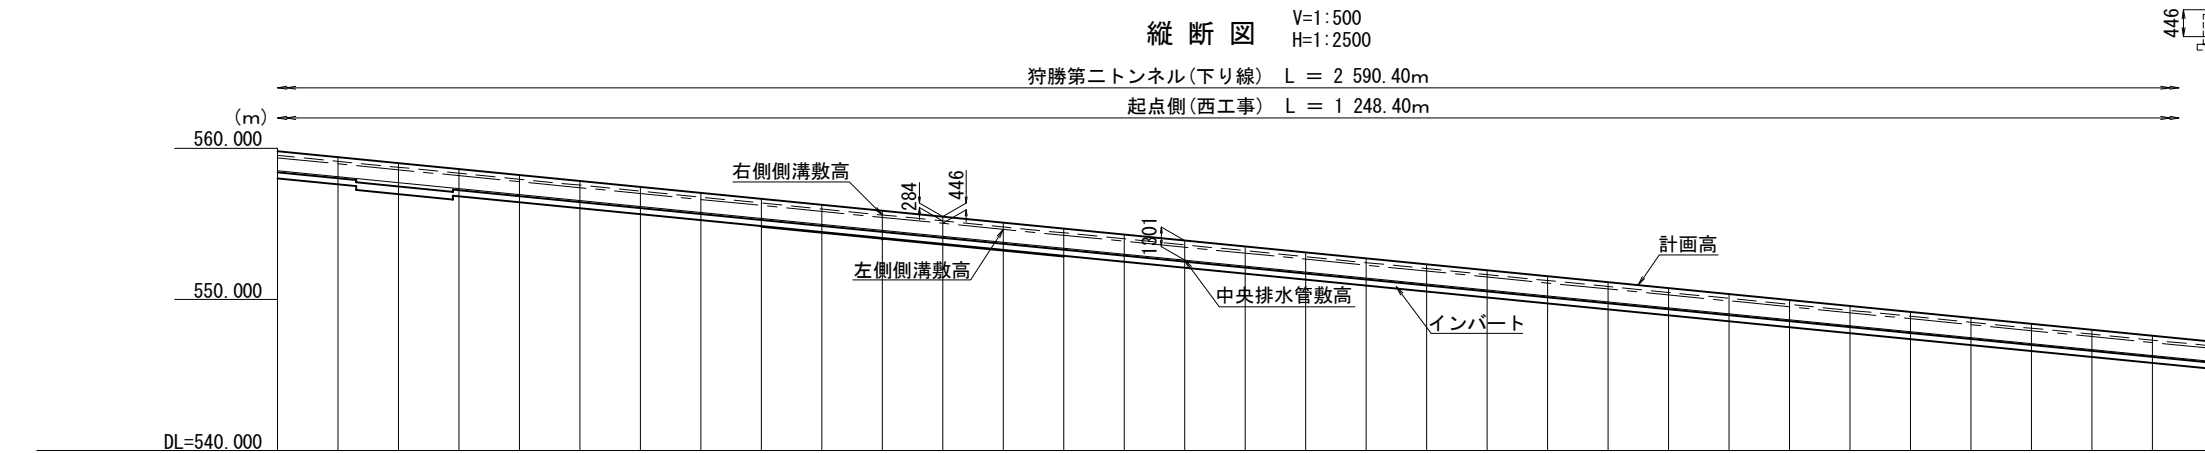 縦断図
V=1:500
H=1:2500
446
狩勝第二トンネル(下り線) L = 2 590.40m
起点側(西工事) L = 1 248.40m
(m)
560.000
右側側溝敷高
284
446
1301
計画高
左側側溝敷高
550.000
中央排水管敷高
インバート
DL=540.000